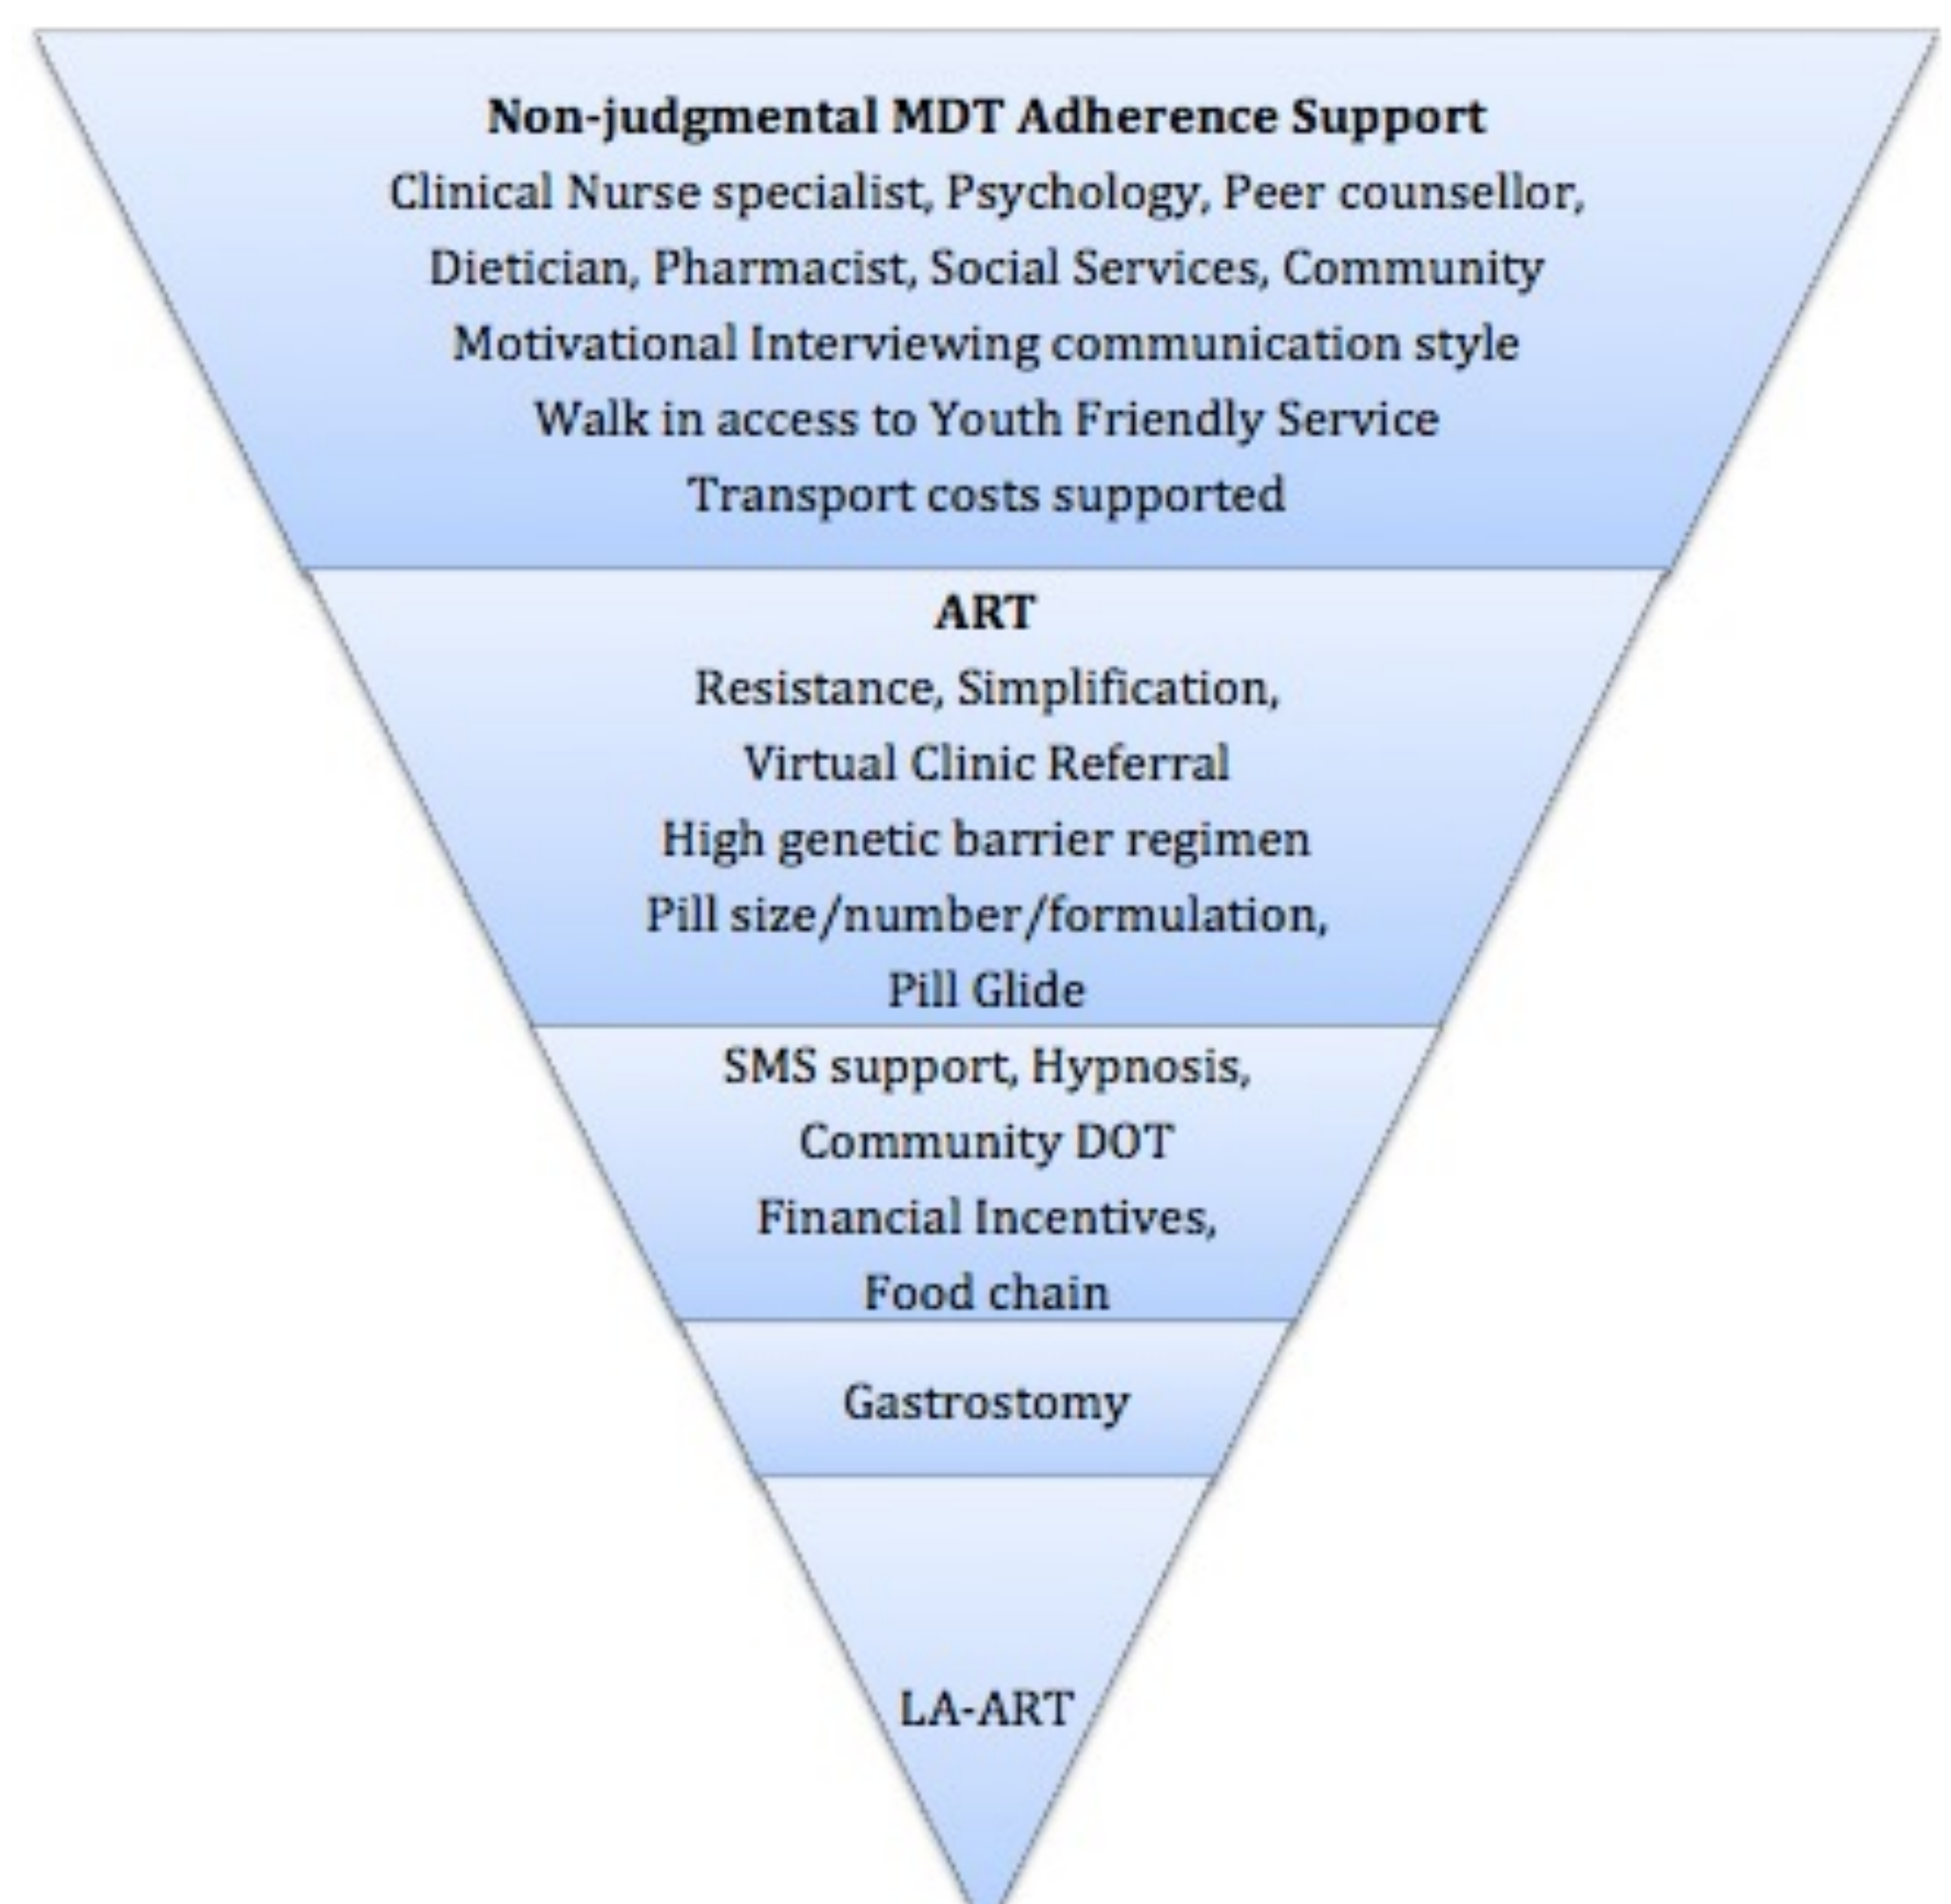 Non-judgmental MDT Adherence Support
Clinical Nurse specialist, Psychology, Peer counsellor,
Dietician, Pharmacist, Social Services, Community
Motivational Interviewing communication style
Walk in access to Youth Friendly Service
Transport costs supported
ART
Resistance, Simplification,
Virtual Clinic Referral
High genetic barrier regimen
Pill size/number/formulation,
Pill Glide
SMS support, Hypnosis,
Community DOT
Financial Incentives,
Food chain
Gastrostomy
LA-ART